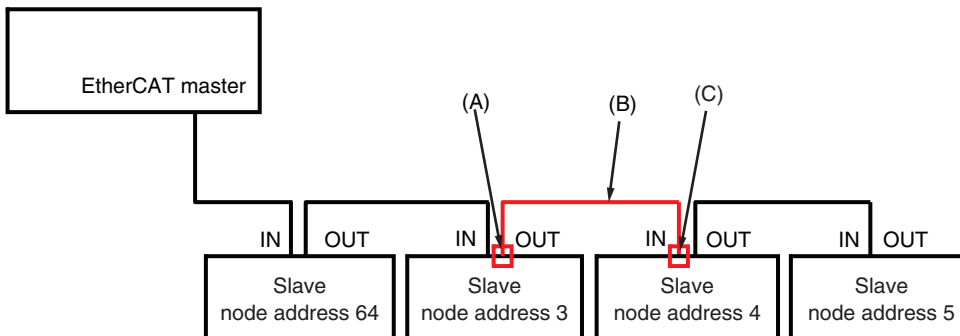 EtherCAT master
(A)
(B)
(C)
IN
OUT
IN
OUT
IN
OUT
IN
OUT
Slave
node address 64
Slave
node address 3
Slave
node address 4
Slave
node address 5